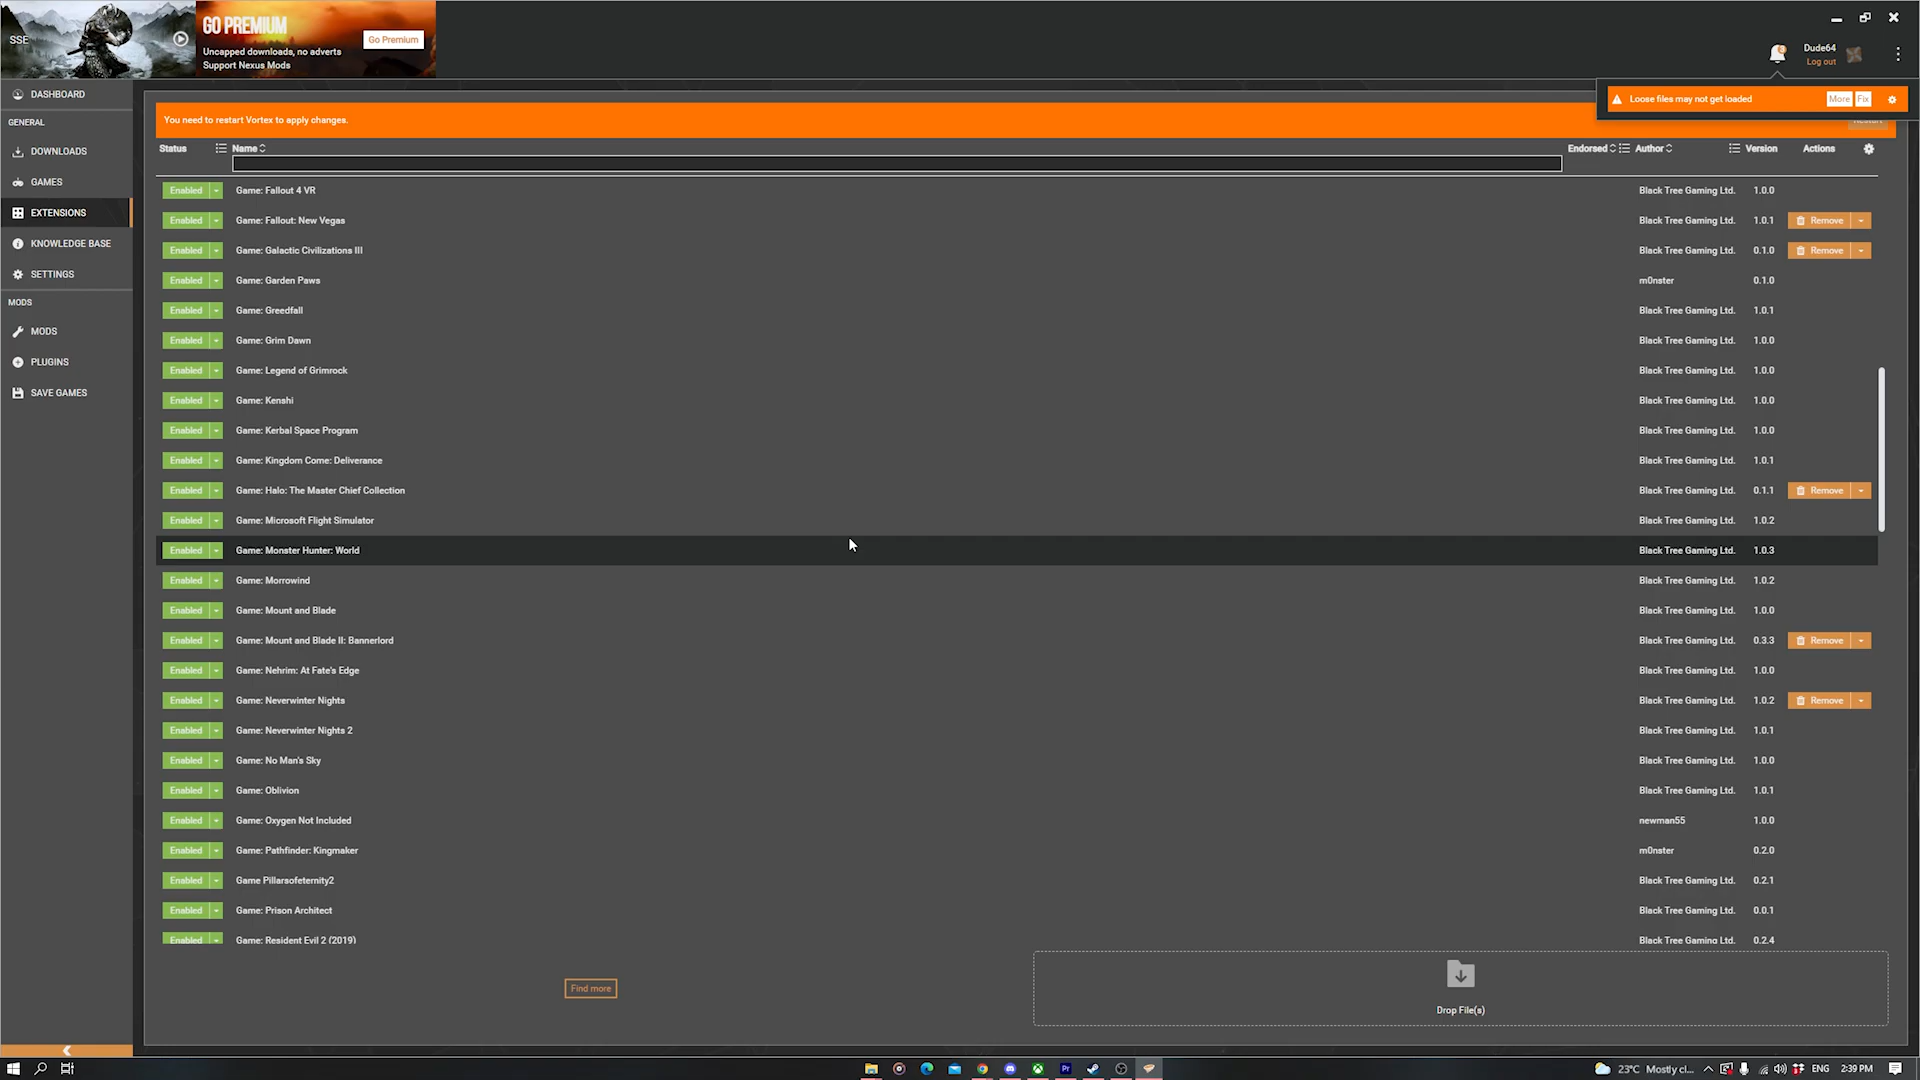 SSE
GO PREMIUM
Uncapped downloads, no adverts
Support Nexus Mods
Go Premium
Dude64
Log out
Loose files may not get loaded More Fix
DASHBOARD
GENERAL
DOWNLOADS
GAMES
EXTENSIONS
KNOWLEDGE BASE
SETTINGS
MODS
MODS
PLUGINS
SAVE GAMES
You need to restart Vortex to apply changes.
Status Name Endorsed Author Version Actions
Enabled Game: Fallout 4 VR Black Tree Gaming Ltd. 1.0.0
Enabled Game: Fallout: New Vegas Black Tree Gaming Ltd. 1.0.1 Remove
Enabled Game: Galactic Civilizations III Black Tree Gaming Ltd. 0.1.0 Remove
Enabled Game: Garden Paws m0nster 0.1.0
Enabled Game: Greedfall Black Tree Gaming Ltd. 1.0.1
Enabled Game: Grim Dawn Black Tree Gaming Ltd. 1.0.0
Enabled Game: Legend of Grimrock Black Tree Gaming Ltd. 1.0.0
Enabled Game: Kenshi Black Tree Gaming Ltd. 1.0.0
Enabled Game: Kerbal Space Program Black Tree Gaming Ltd. 1.0.0
Enabled Game: Kingdom Come: Deliverance Black Tree Gaming Ltd. 1.0.1
Enabled Game: Halo: The Master Chief Collection Black Tree Gaming Ltd. 0.1.1 Remove
Enabled Game: Microsoft Flight Simulator Black Tree Gaming Ltd. 1.0.2
Enabled Game: Monster Hunter: World Black Tree Gaming Ltd. 1.0.3
Enabled Game: Morrowind Black Tree Gaming Ltd. 1.0.2
Enabled Game: Mount and Blade Black Tree Gaming Ltd. 1.0.0
Enabled Game: Mount and Blade II: Bannerlord Black Tree Gaming Ltd. 0.3.3 Remove
Enabled Game: Nehrim: At Fate's Edge Black Tree Gaming Ltd. 1.0.0
Enabled Game: Neverwinter Nights Black Tree Gaming Ltd. 1.0.2 Remove
Enabled Game: Neverwinter Nights 2 Black Tree Gaming Ltd. 1.0.1
Enabled Game: No Man's Sky Black Tree Gaming Ltd. 1.0.0
Enabled Game: Oblivion Black Tree Gaming Ltd. 1.0.1
Enabled Game: Oxygen Not Included newman55 1.0.0
Enabled Game: Pathfinder: Kingmaker m0nster 0.2.0
Enabled Game Pillarsofeternity2 Black Tree Gaming Ltd. 0.2.1
Enabled Game: Prison Architect Black Tree Gaming Ltd. 0.0.1
Enabled Game: Resident Evil 2 (2019) Black Tree Gaming Ltd. 0.2.4
Find more
Drop File(s)
Pr
23°C Mostly cl... ENG 2:39 PM